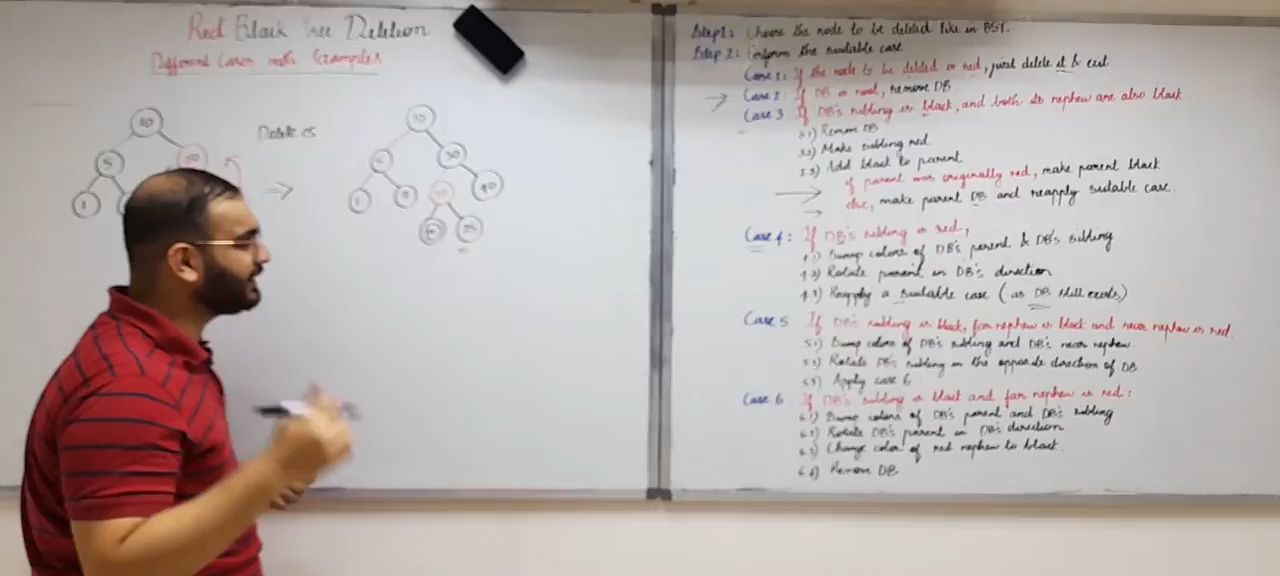 Red Black Tree Deletion
Different Cases with Examples
10
5
30
1
Delete 15
10
5
30
1
7
40
Step 1: Choose the node to be deleted like in BST.
Step 2: Perform the suitable case
Case 1: If the node to be deleted is red, just delete it & exit
Case 2: If DB is root, remove DB
Case 3 If DB's sibling is black, and both its nephew are also black
3.1) Remove DB
3.2) Make sibling red
3.3) Add black to parent
if parent was originally red, make parent black
else, make parent DB and reapply suitable case
Case 4: If DB's sibling is red,
4.1) Swap colors of DB's parent & DB's sibling
4.2) Rotate parent in DB's direction
4.3) Reapply a suitable case (as DB still exists)
Case 5 If DB's sibling is black, far nephew is black and near nephew is red.
5.1) Swap colors of DB's sibling and DB's near nephew.
5.2) Rotate DB's sibling in the opposite direction of DB
5.3) Apply case 6
Case 6 If DB's sibling is black and far nephew is red:
6.1) Swap colors of DB's parent and DB's sibling
6.2) Rotate DB's parent in DB's direction
6.3) Change color of red nephew to black
6.4) Remove DB